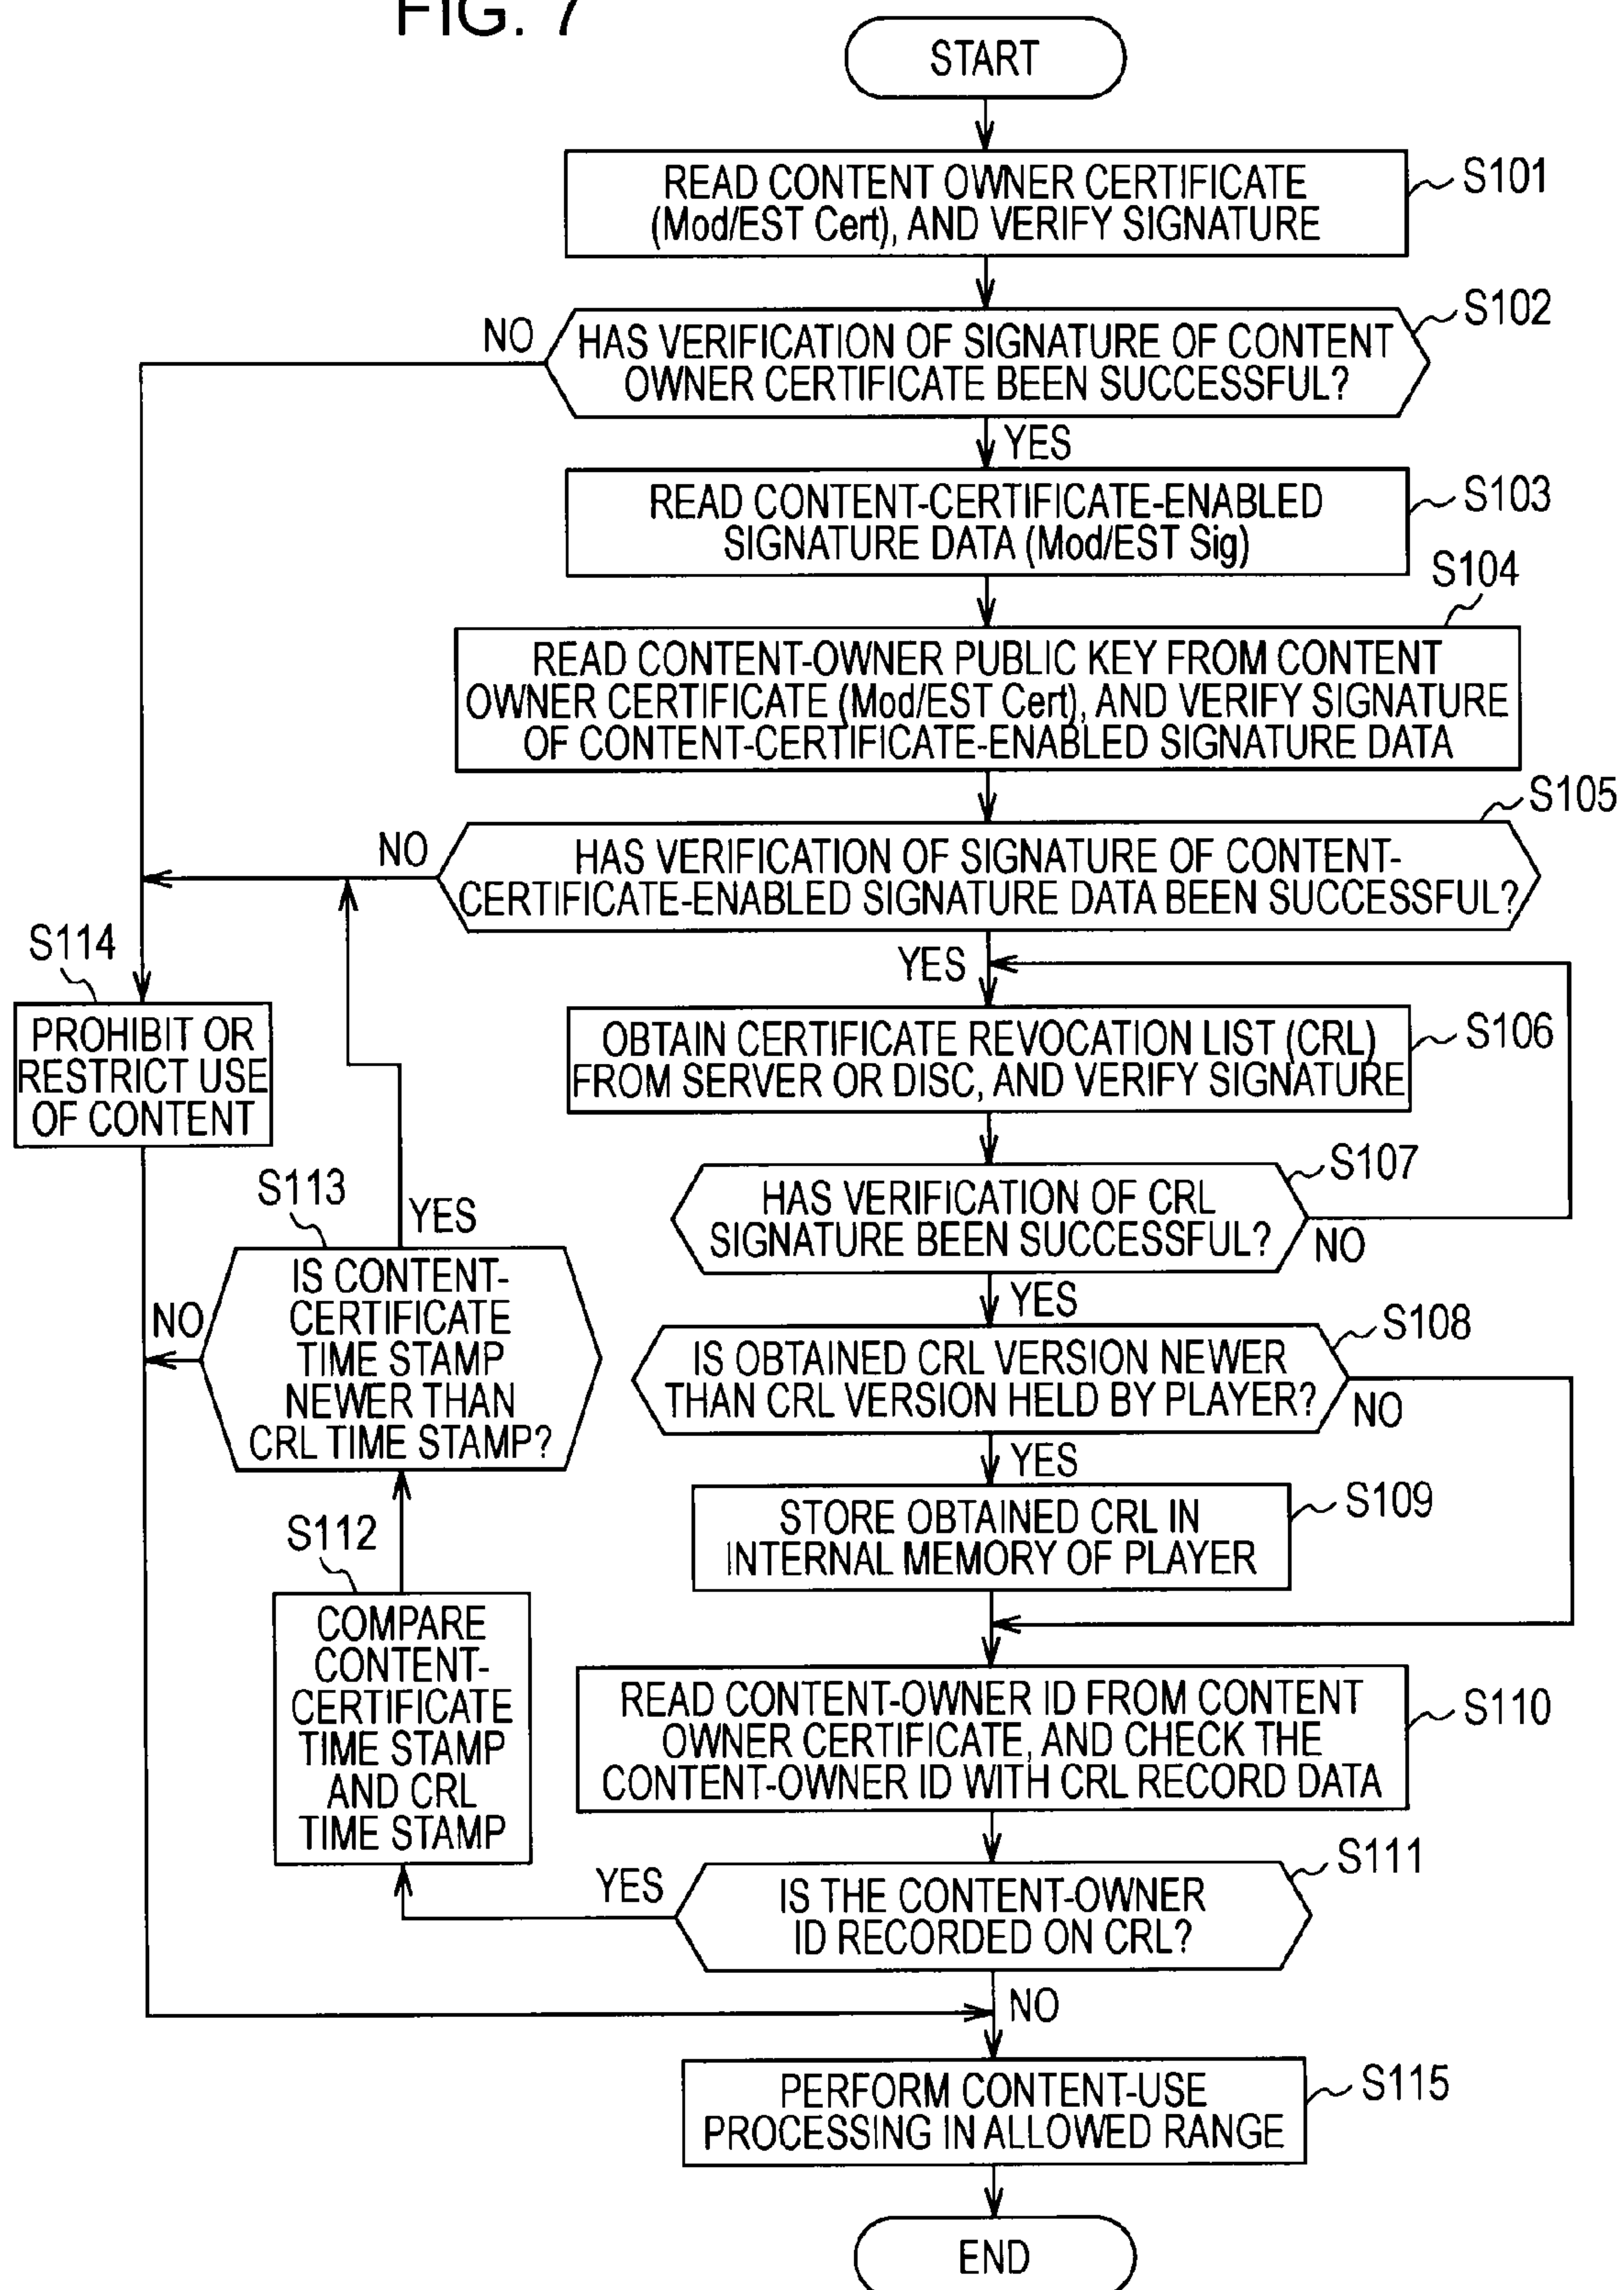 FIG. 7
START
READ CONTENT OWNER CERTIFICATE
(Mod/EST Cert), AND VERIFY SIGNATURE
S101
HAS VERIFICATION OF SIGNATURE OF CONTENT
OWNER CERTIFICATE BEEN SUCCESSFUL?
S102
NO
YES
READ CONTENT-CERTIFICATE-ENABLED
SIGNATURE DATA (Mod/EST Sig)
S103
S104
READ CONTENT-OWNER PUBLIC KEY FROM CONTENT
OWNER CERTIFICATE (Mod/EST Cert), AND VERIFY SIGNATURE
OF CONTENT-CERTIFICATE-ENABLED SIGNATURE DATA
S105
HAS VERIFICATION OF SIGNATURE OF CONTENT-
CERTIFICATE-ENABLED SIGNATURE DATA BEEN SUCCESSFUL?
NO
YES
S114
PROHIBIT OR
RESTRICT USE
OF CONTENT
OBTAIN CERTIFICATE REVOCATION LIST (CRL)
FROM SERVER OR DISC, AND VERIFY SIGNATURE
S106
S107
HAS VERIFICATION OF CRL
SIGNATURE BEEN SUCCESSFUL?
NO
YES
S113
YES
IS CONTENT-
CERTIFICATE
TIME STAMP
NEWER THAN
CRL TIME STAMP?
NO
S108
IS OBTAINED CRL VERSION NEWER
THAN CRL VERSION HELD BY PLAYER?
NO
YES
S109
STORE OBTAINED CRL IN
INTERNAL MEMORY OF PLAYER
S112
COMPARE
CONTENT-
CERTIFICATE
TIME STAMP
AND CRL
TIME STAMP
READ CONTENT-OWNER ID FROM CONTENT
OWNER CERTIFICATE, AND CHECK THE
CONTENT-OWNER ID WITH CRL RECORD DATA
S110
S111
YES
IS THE CONTENT-OWNER
ID RECORDED ON CRL?
NO
PERFORM CONTENT-USE
PROCESSING IN ALLOWED RANGE
S115
END